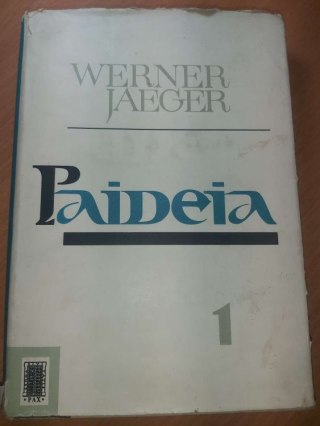 WERNER
JAEGER
Paideia
1
PAX